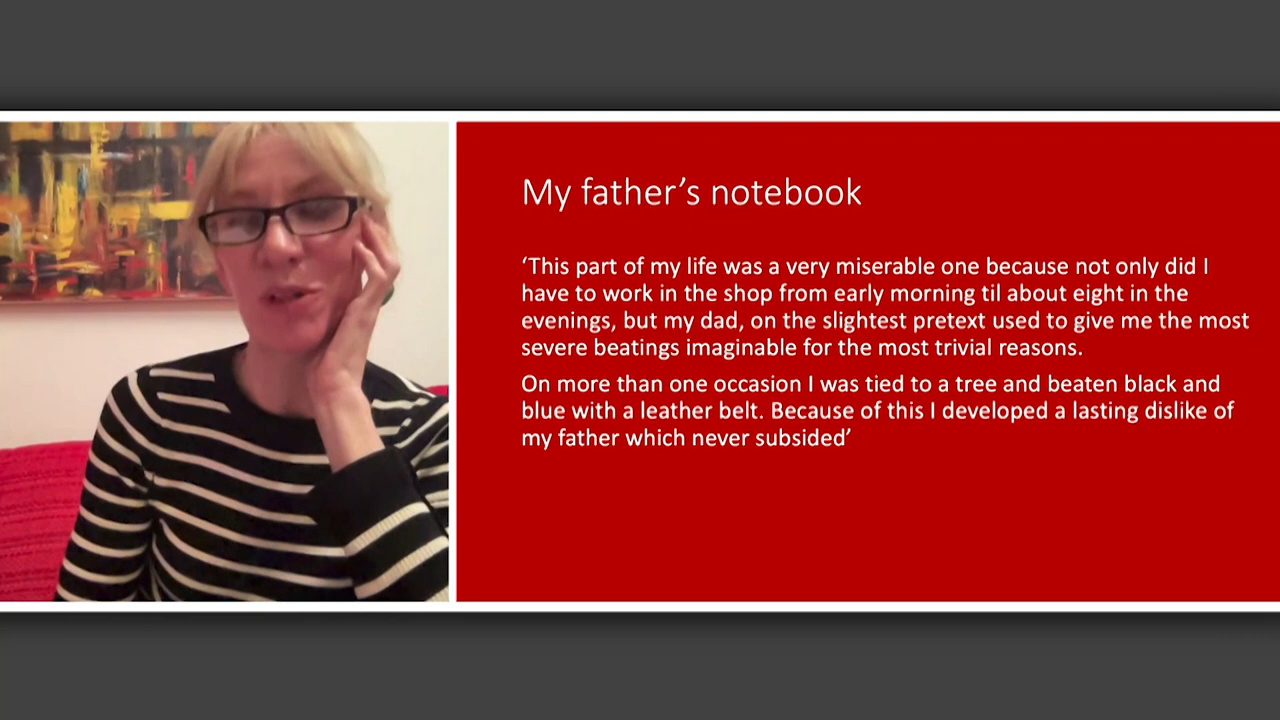 My father’s notebook
‘This part of my life was a very miserable one because not only did I
have to work in the shop from early morning til about eight in the
evenings, but my dad, on the slightest pretext used to give me the most
severe beatings imaginable for the most trivial reasons.
On more than one occasion I was tied to a tree and beaten black and
blue with a leather belt. Because of this I developed a lasting dislike of
my father which never subsided’